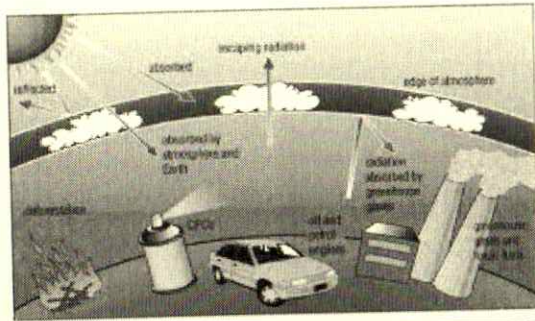 escaping radiation
absorbed
edge of atmosphere
reflected
absorbed by
atmosphere and
Earth
radiation
absorbed by
greenhouse
gases
deforestation
CFCs
oil and
petrol
engines
greenhouse
gases and
fossil fuels